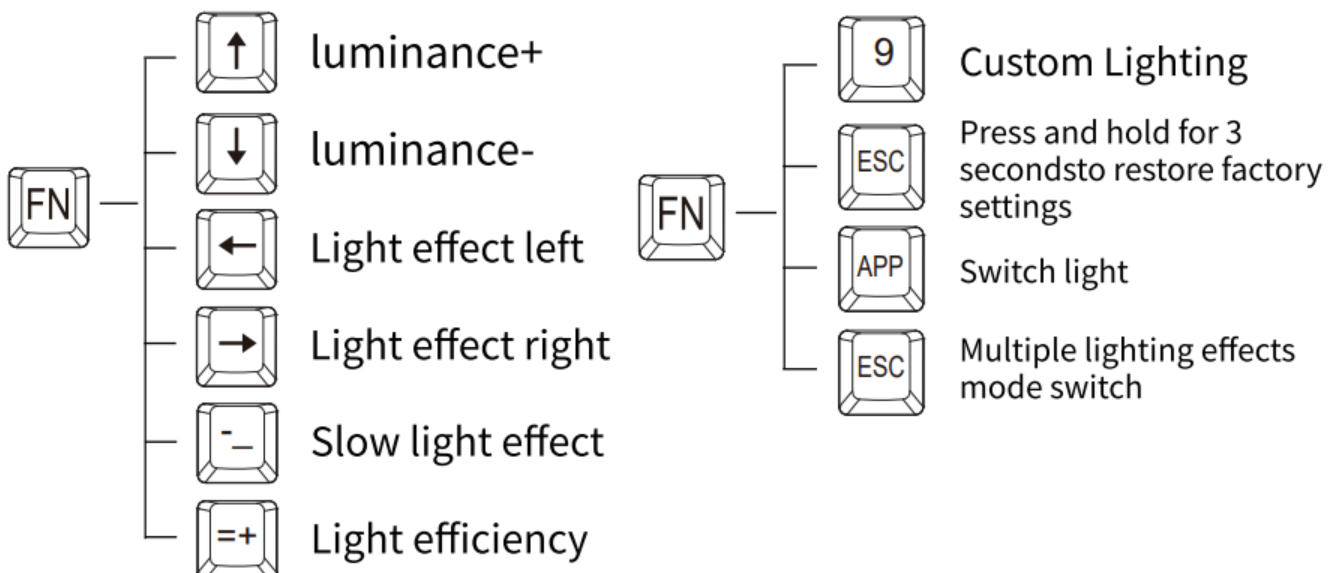 FN
↑ luminance+
↓ luminance-
← Light effect left
→ Light effect right
-_ Slow light effect
=+ Light efficiency
FN
9 Custom Lighting
ESC Press and hold for 3
secondsto restore factory
settings
APP Switch light
ESC Multiple lighting effects
mode switch